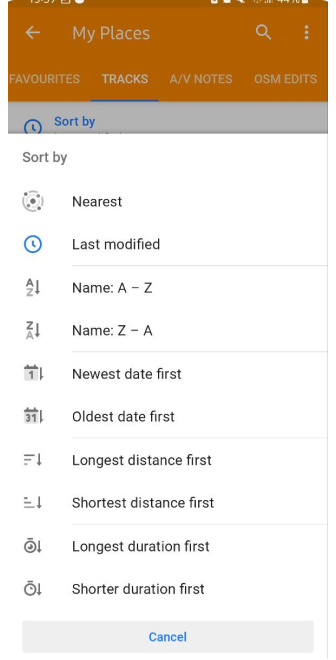 My Places
FAVOURITES TRACKS A/V NOTES OSM EDITS
Sort by
Sort by
Nearest
Last modified
Name: A – Z
Name: Z – A
Newest date first
Oldest date first
Longest distance first
Shortest distance first
Longest duration first
Shorter duration first
Cancel